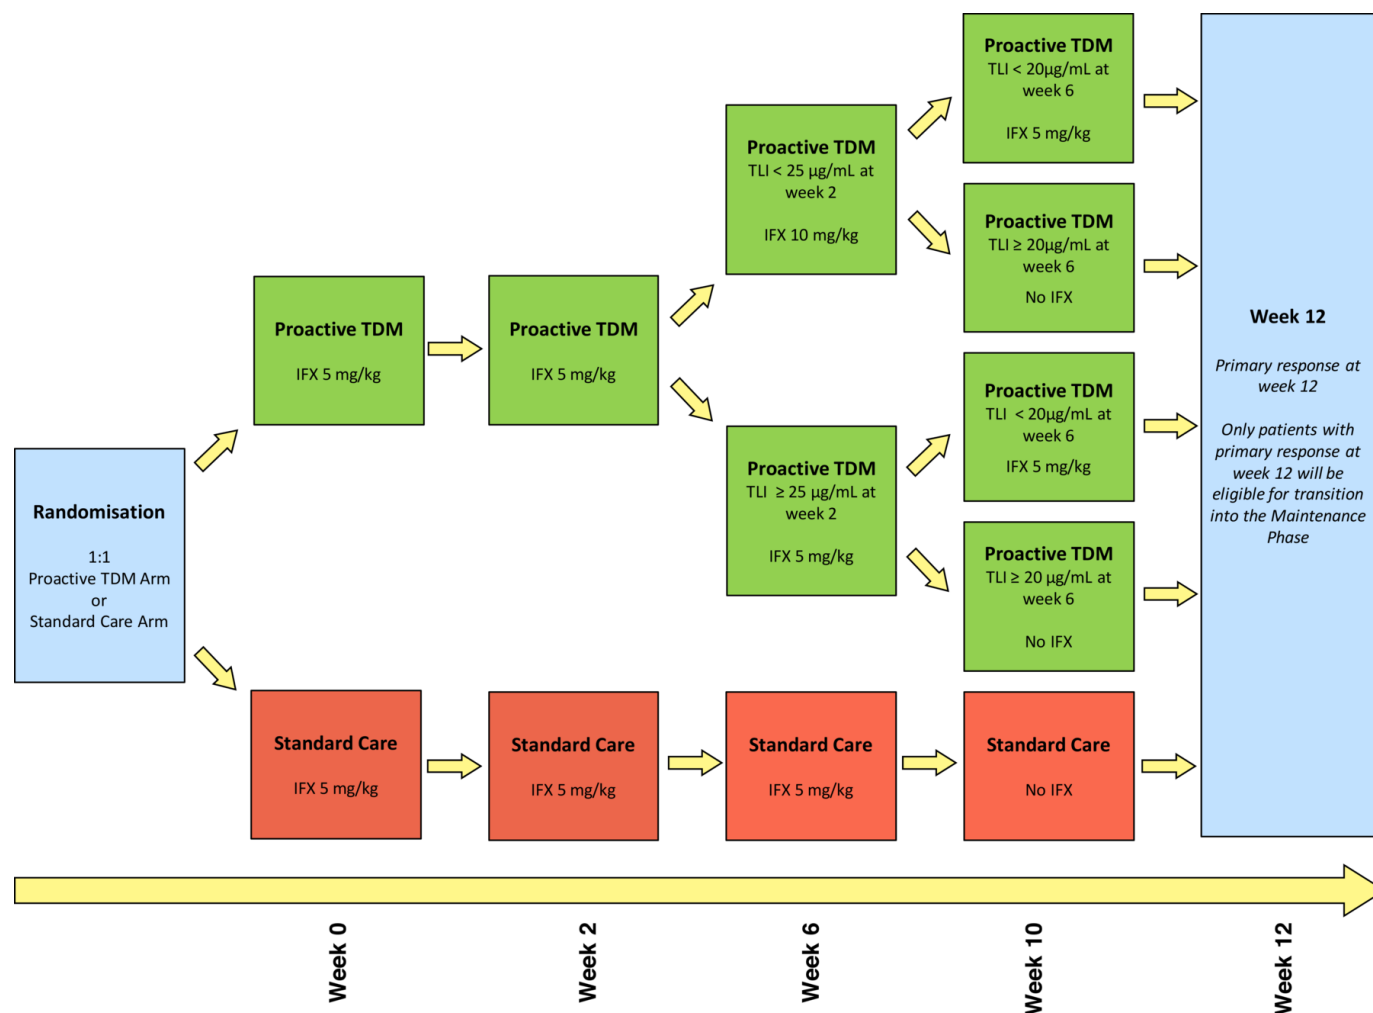 Randomisation
1:1
Proactive TDM Arm
or
Standard Care Arm
Proactive TDM
IFX 5 mg/kg
Proactive TDM
IFX 5 mg/kg
Proactive TDM
TLI < 25 µg/mL at
week 2
IFX 10 mg/kg
Proactive TDM
TLI ≥ 25 µg/mL at
week 2
IFX 5 mg/kg
Proactive TDM
TLI < 20µg/mL at
week 6
IFX 5 mg/kg
Proactive TDM
TLI ≥ 20µg/mL at
week 6
No IFX
Proactive TDM
TLI < 20µg/mL at
week 6
IFX 5 mg/kg
Proactive TDM
TLI ≥ 20 µg/mL at
week 6
No IFX
Standard Care
IFX 5 mg/kg
Standard Care
IFX 5 mg/kg
Standard Care
IFX 5 mg/kg
Standard Care
No IFX
Week 12
Primary response at
week 12
Only patients with
primary response at
week 12 will be
eligible for transition
into the Maintenance
Phase
Week 0
Week 2
Week 6
Week 10
Week 12